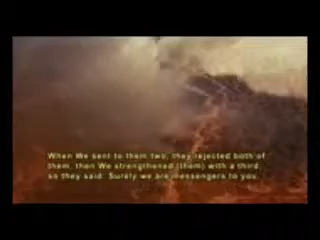 When We sent to them two, they rejected both of
them, then We strengthened (them) with a third,
so they said: Surely we are messengers to you.